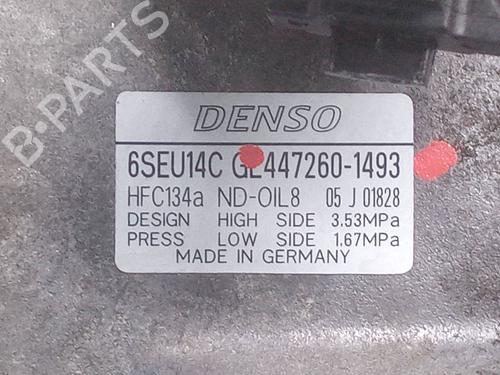 B-PARTS
DENSO
6SEU14C GE447260-1493
HFC134a ND-OIL8 05 J 01828
DESIGN HIGH SIDE 3.53MPa
PRESS LOW SIDE 1.67MPa
MADE IN GERMANY